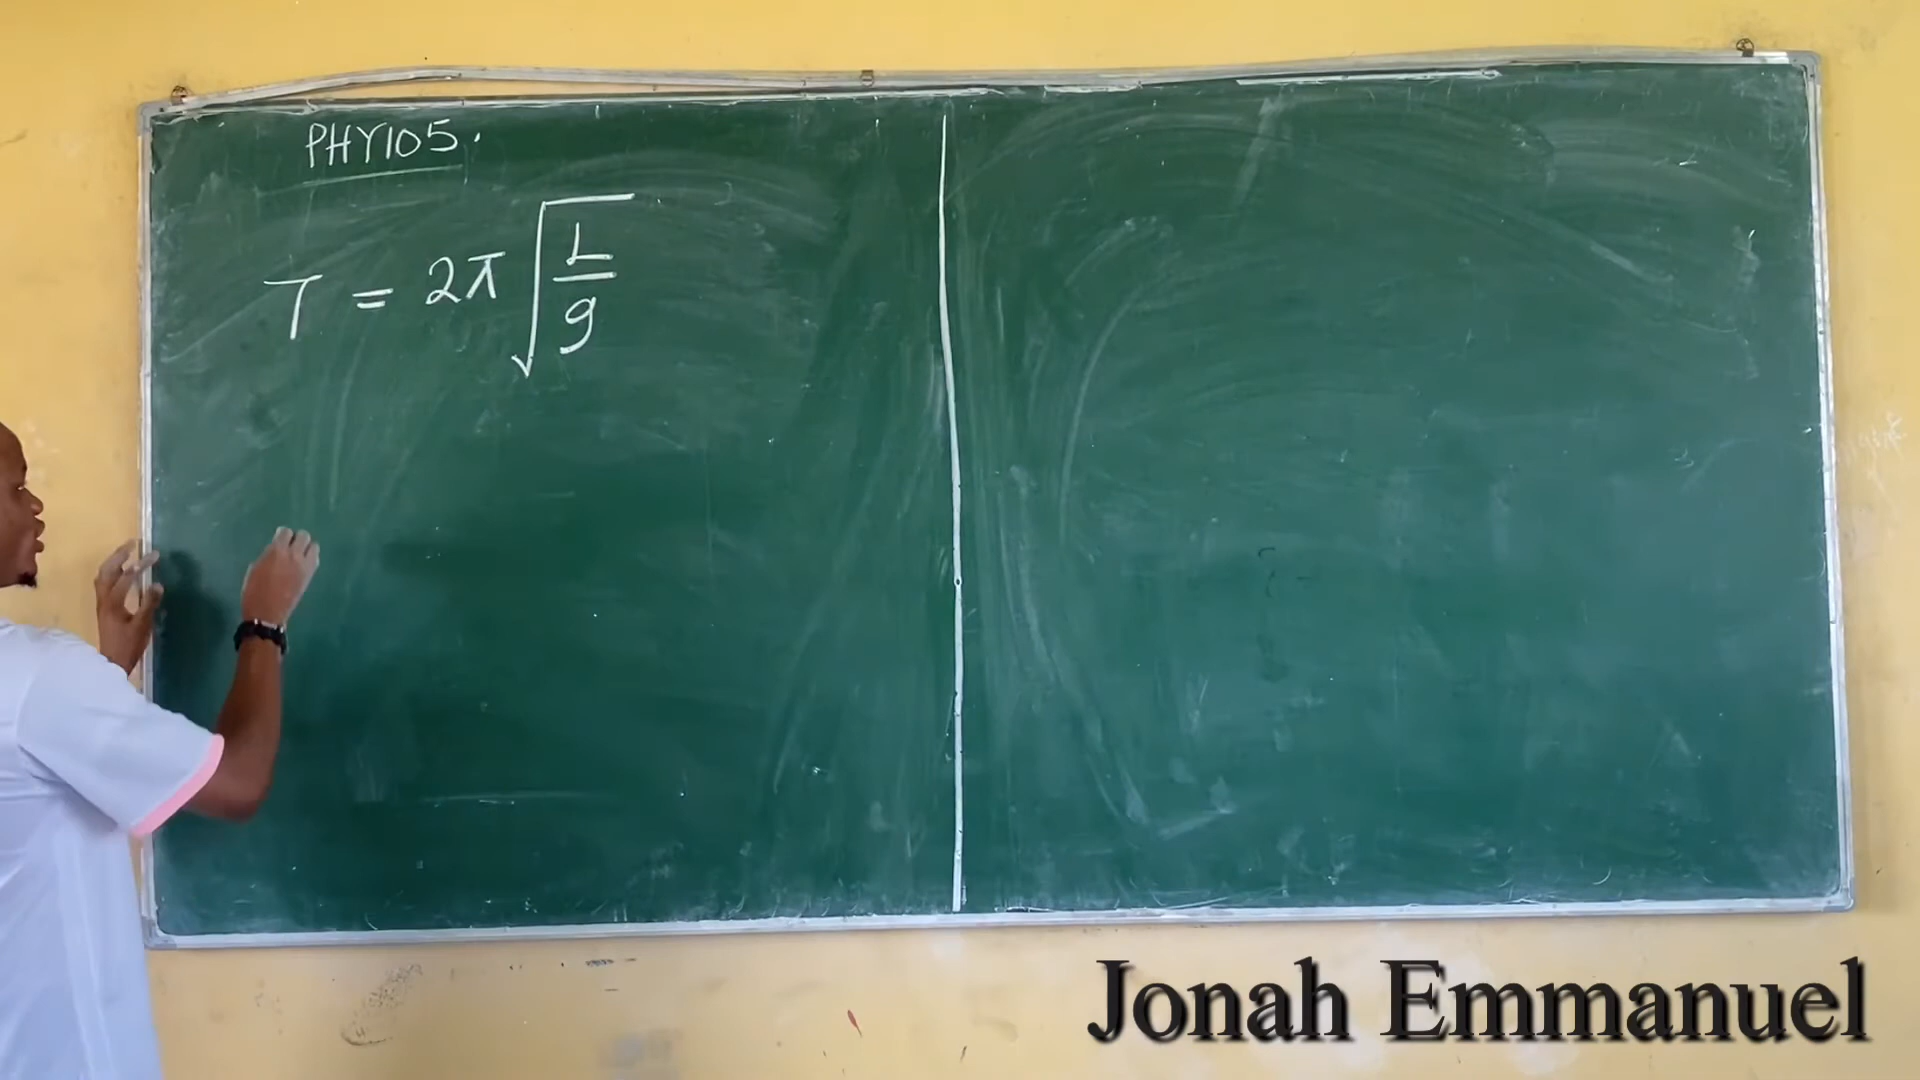 PHY105.
T = 2π√(L/g)
Jonah Emmanuel